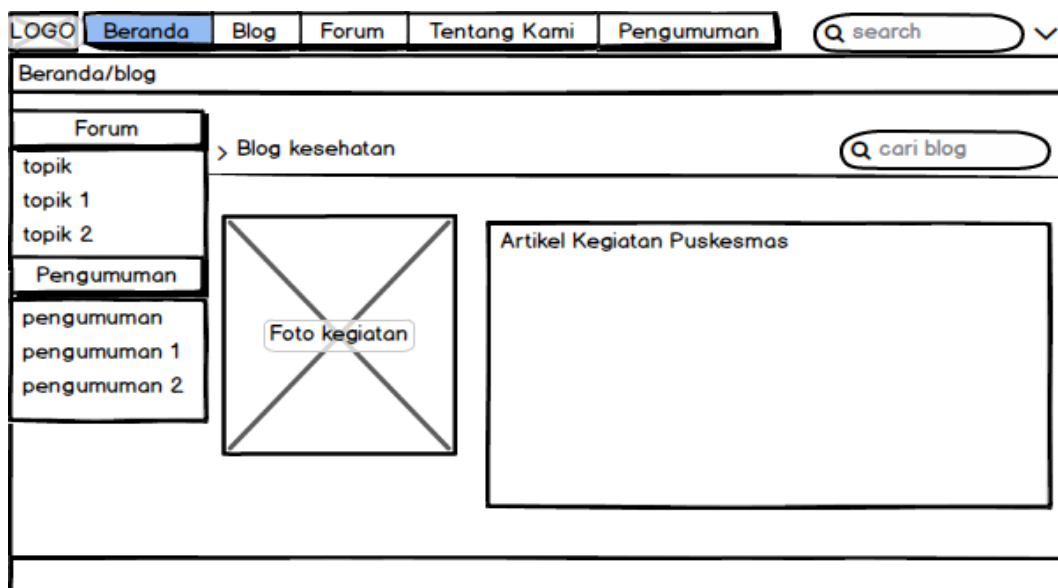 LOGO Beranda Blog Forum Tentang Kami Pengumuman search
Beranda/blog
Forum
topik
topik 1
topik 2
Pengumuman
pengumuman
pengumuman 1
pengumuman 2
> Blog kesehatan
cari blog
Foto kegiatan
Artikel Kegiatan Puskesmas